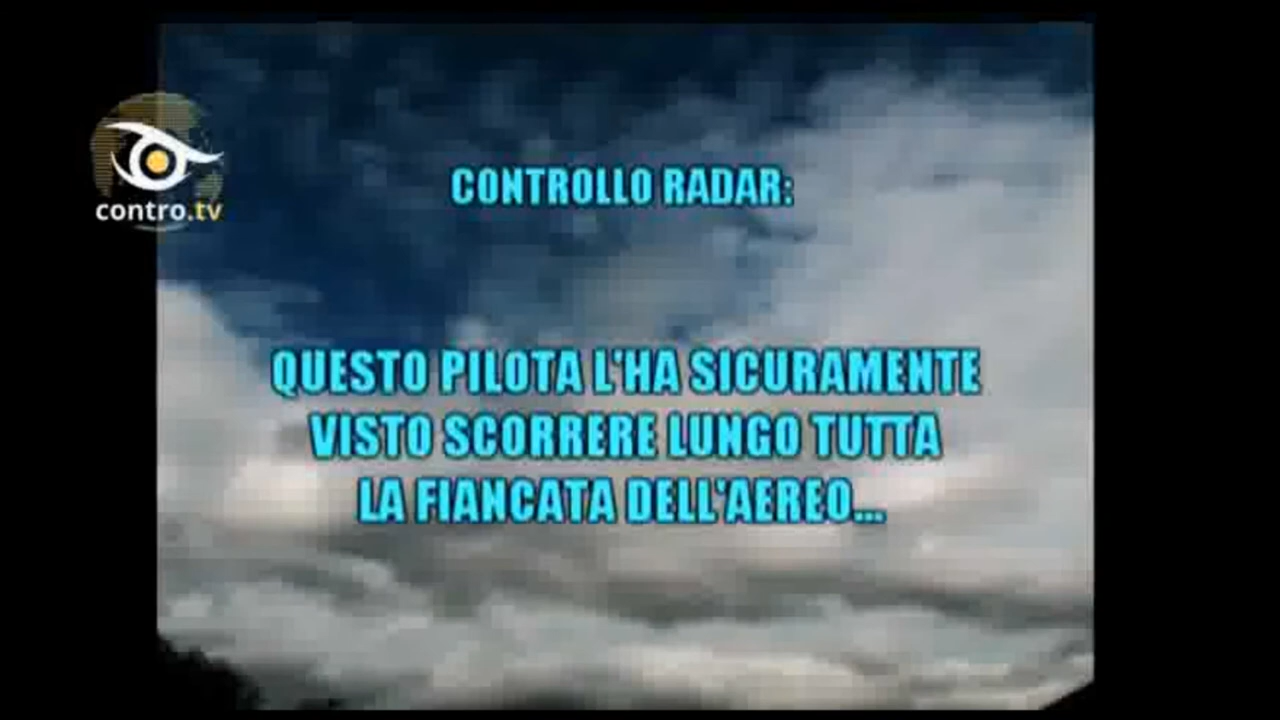 contro.tv
CONTROLLO RADAR:
QUESTO PILOTA L'HA SICURAMENTE
VISTO SCORRERE LUNGO TUTTA
LA FIANCATA DELL'AEREO...